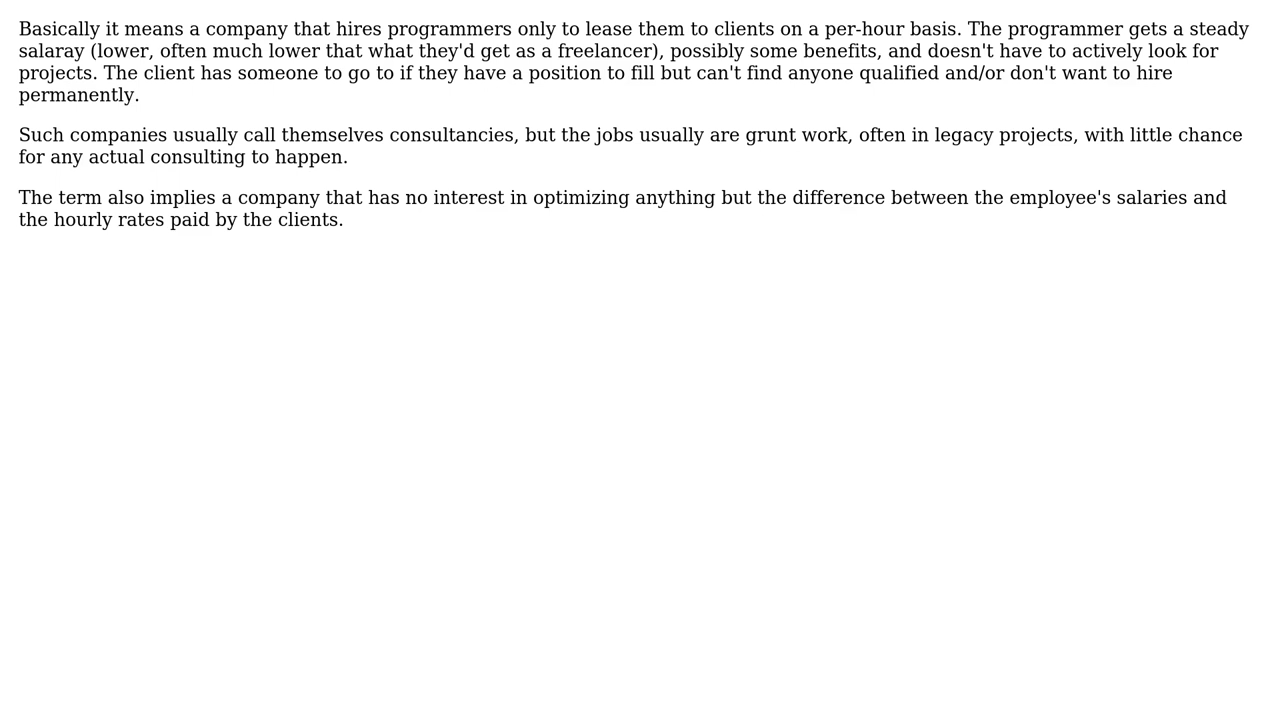 Basically it means a company that hires programmers only to lease them to clients on a per-hour basis. The programmer gets a steady
salaray (lower, often much lower that what they'd get as a freelancer), possibly some benefits, and doesn't have to actively look for
projects. The client has someone to go to if they have a position to fill but can't find anyone qualified and/or don't want to hire
permanently.
Such companies usually call themselves consultancies, but the jobs usually are grunt work, often in legacy projects, with little chance
for any actual consulting to happen.
The term also implies a company that has no interest in optimizing anything but the difference between the employee's salaries and
the hourly rates paid by the clients.